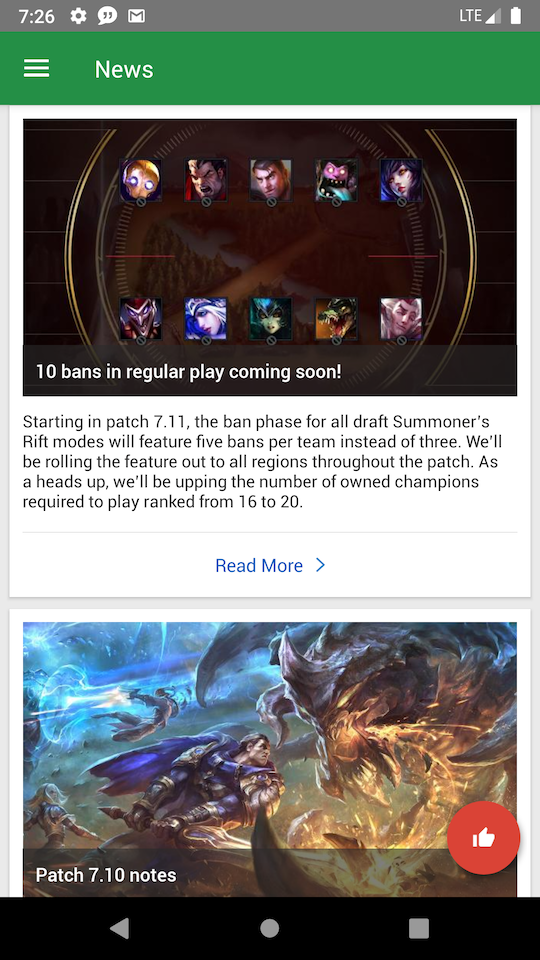 7:26
LTE
News
10 bans in regular play coming soon!
Starting in patch 7.11, the ban phase for all draft Summoner's
Rift modes will feature five bans per team instead of three. We'll
be rolling the feature out to all regions throughout the patch. As
a heads up, we'll be upping the number of owned champions
required to play ranked from 16 to 20.
Read More
Patch 7.10 notes